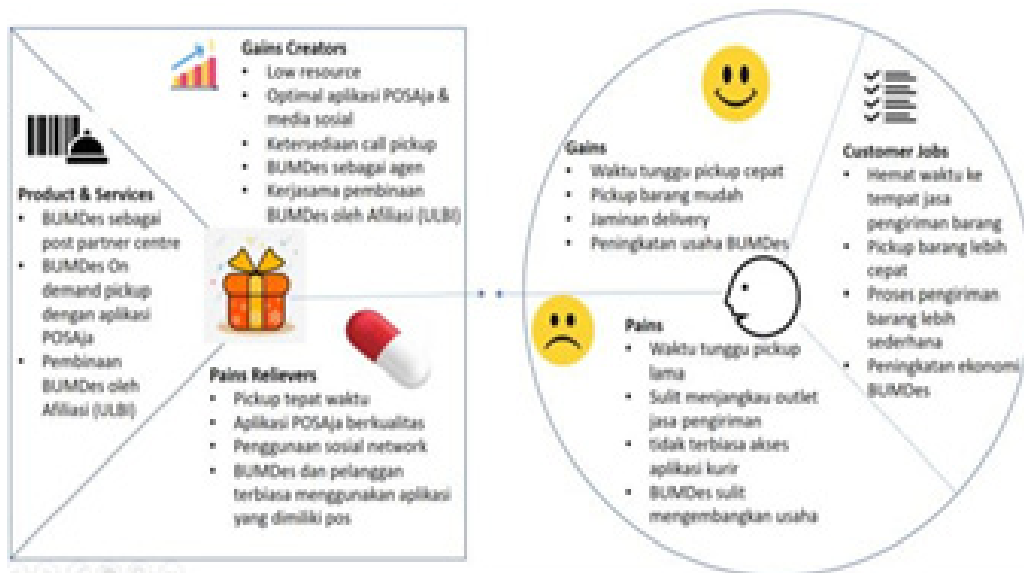 Gains Creators
• Low resource
• Optimal aplikasi POSAja &
media sosial
• Ketersediaan call pickup
• BUMDes sebagai agen
• Kerjasama pembinaan
BUMDes oleh Afiliasi (ULBI)
Product & Services
• BUMDes sebagai
post partner centre
• BUMDes On
demand pickup
dengan aplikasi
POSAja
• Pembinaan
BUMDes oleh
Afiliasi (ULBI)
Pains Relievers
• Pickup tepat waktu
• Aplikasi POSAja berkualitas
• Penggunaan sosial network
• BUMDes dan pelanggan
terbiasa menggunakan aplikasi
yang dimiliki pos
Gains
• Waktu tunggu pickup cepat
• Pickup barang mudah
• Jaminan delivery
• Peningkatan usaha BUMDes
Customer Jobs
• Hemat waktu ke
tempat jasa
pengiriman barang
• Pickup barang lebih
cepat
• Proses pengiriman
barang lebih
sederhana
• Peningkatan ekonomi
BUMDes
Pains
• Waktu tunggu pickup
lama
• Sulit menjangkau outlet
jasa pengiriman
• tidak terbiasa akses
aplikasi kurir
• BUMDes sulit
mengembangkan usaha